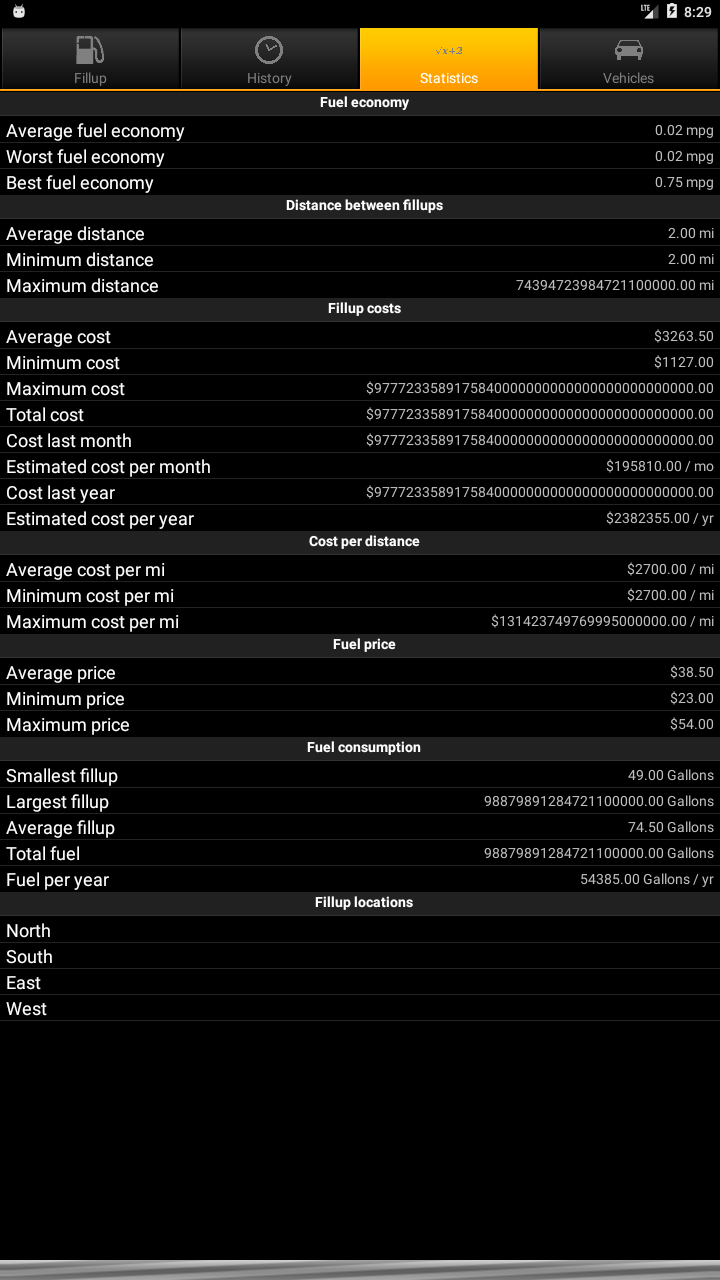 LTE 8:29
Fillup History √x+2 Statistics Vehicles
Fuel economy
Average fuel economy 0.02 mpg
Worst fuel economy 0.02 mpg
Best fuel economy 0.75 mpg
Distance between fillups
Average distance 2.00 mi
Minimum distance 2.00 mi
Maximum distance 74394723984721100000.00 mi
Fillup costs
Average cost $3263.50
Minimum cost $1127.00
Maximum cost $977723358917584000000000000000000000000.00
Total cost $977723358917584000000000000000000000000.00
Cost last month $977723358917584000000000000000000000000.00
Estimated cost per month $195810.00 / mo
Cost last year $977723358917584000000000000000000000000.00
Estimated cost per year $2382355.00 / yr
Cost per distance
Average cost per mi $2700.00 / mi
Minimum cost per mi $2700.00 / mi
Maximum cost per mi $131423749769995000000.00 / mi
Fuel price
Average price $38.50
Minimum price $23.00
Maximum price $54.00
Fuel consumption
Smallest fillup 49.00 Gallons
Largest fillup 98879891284721100000.00 Gallons
Average fillup 74.50 Gallons
Total fuel 98879891284721100000.00 Gallons
Fuel per year 54385.00 Gallons / yr
Fillup locations
North
South
East
West